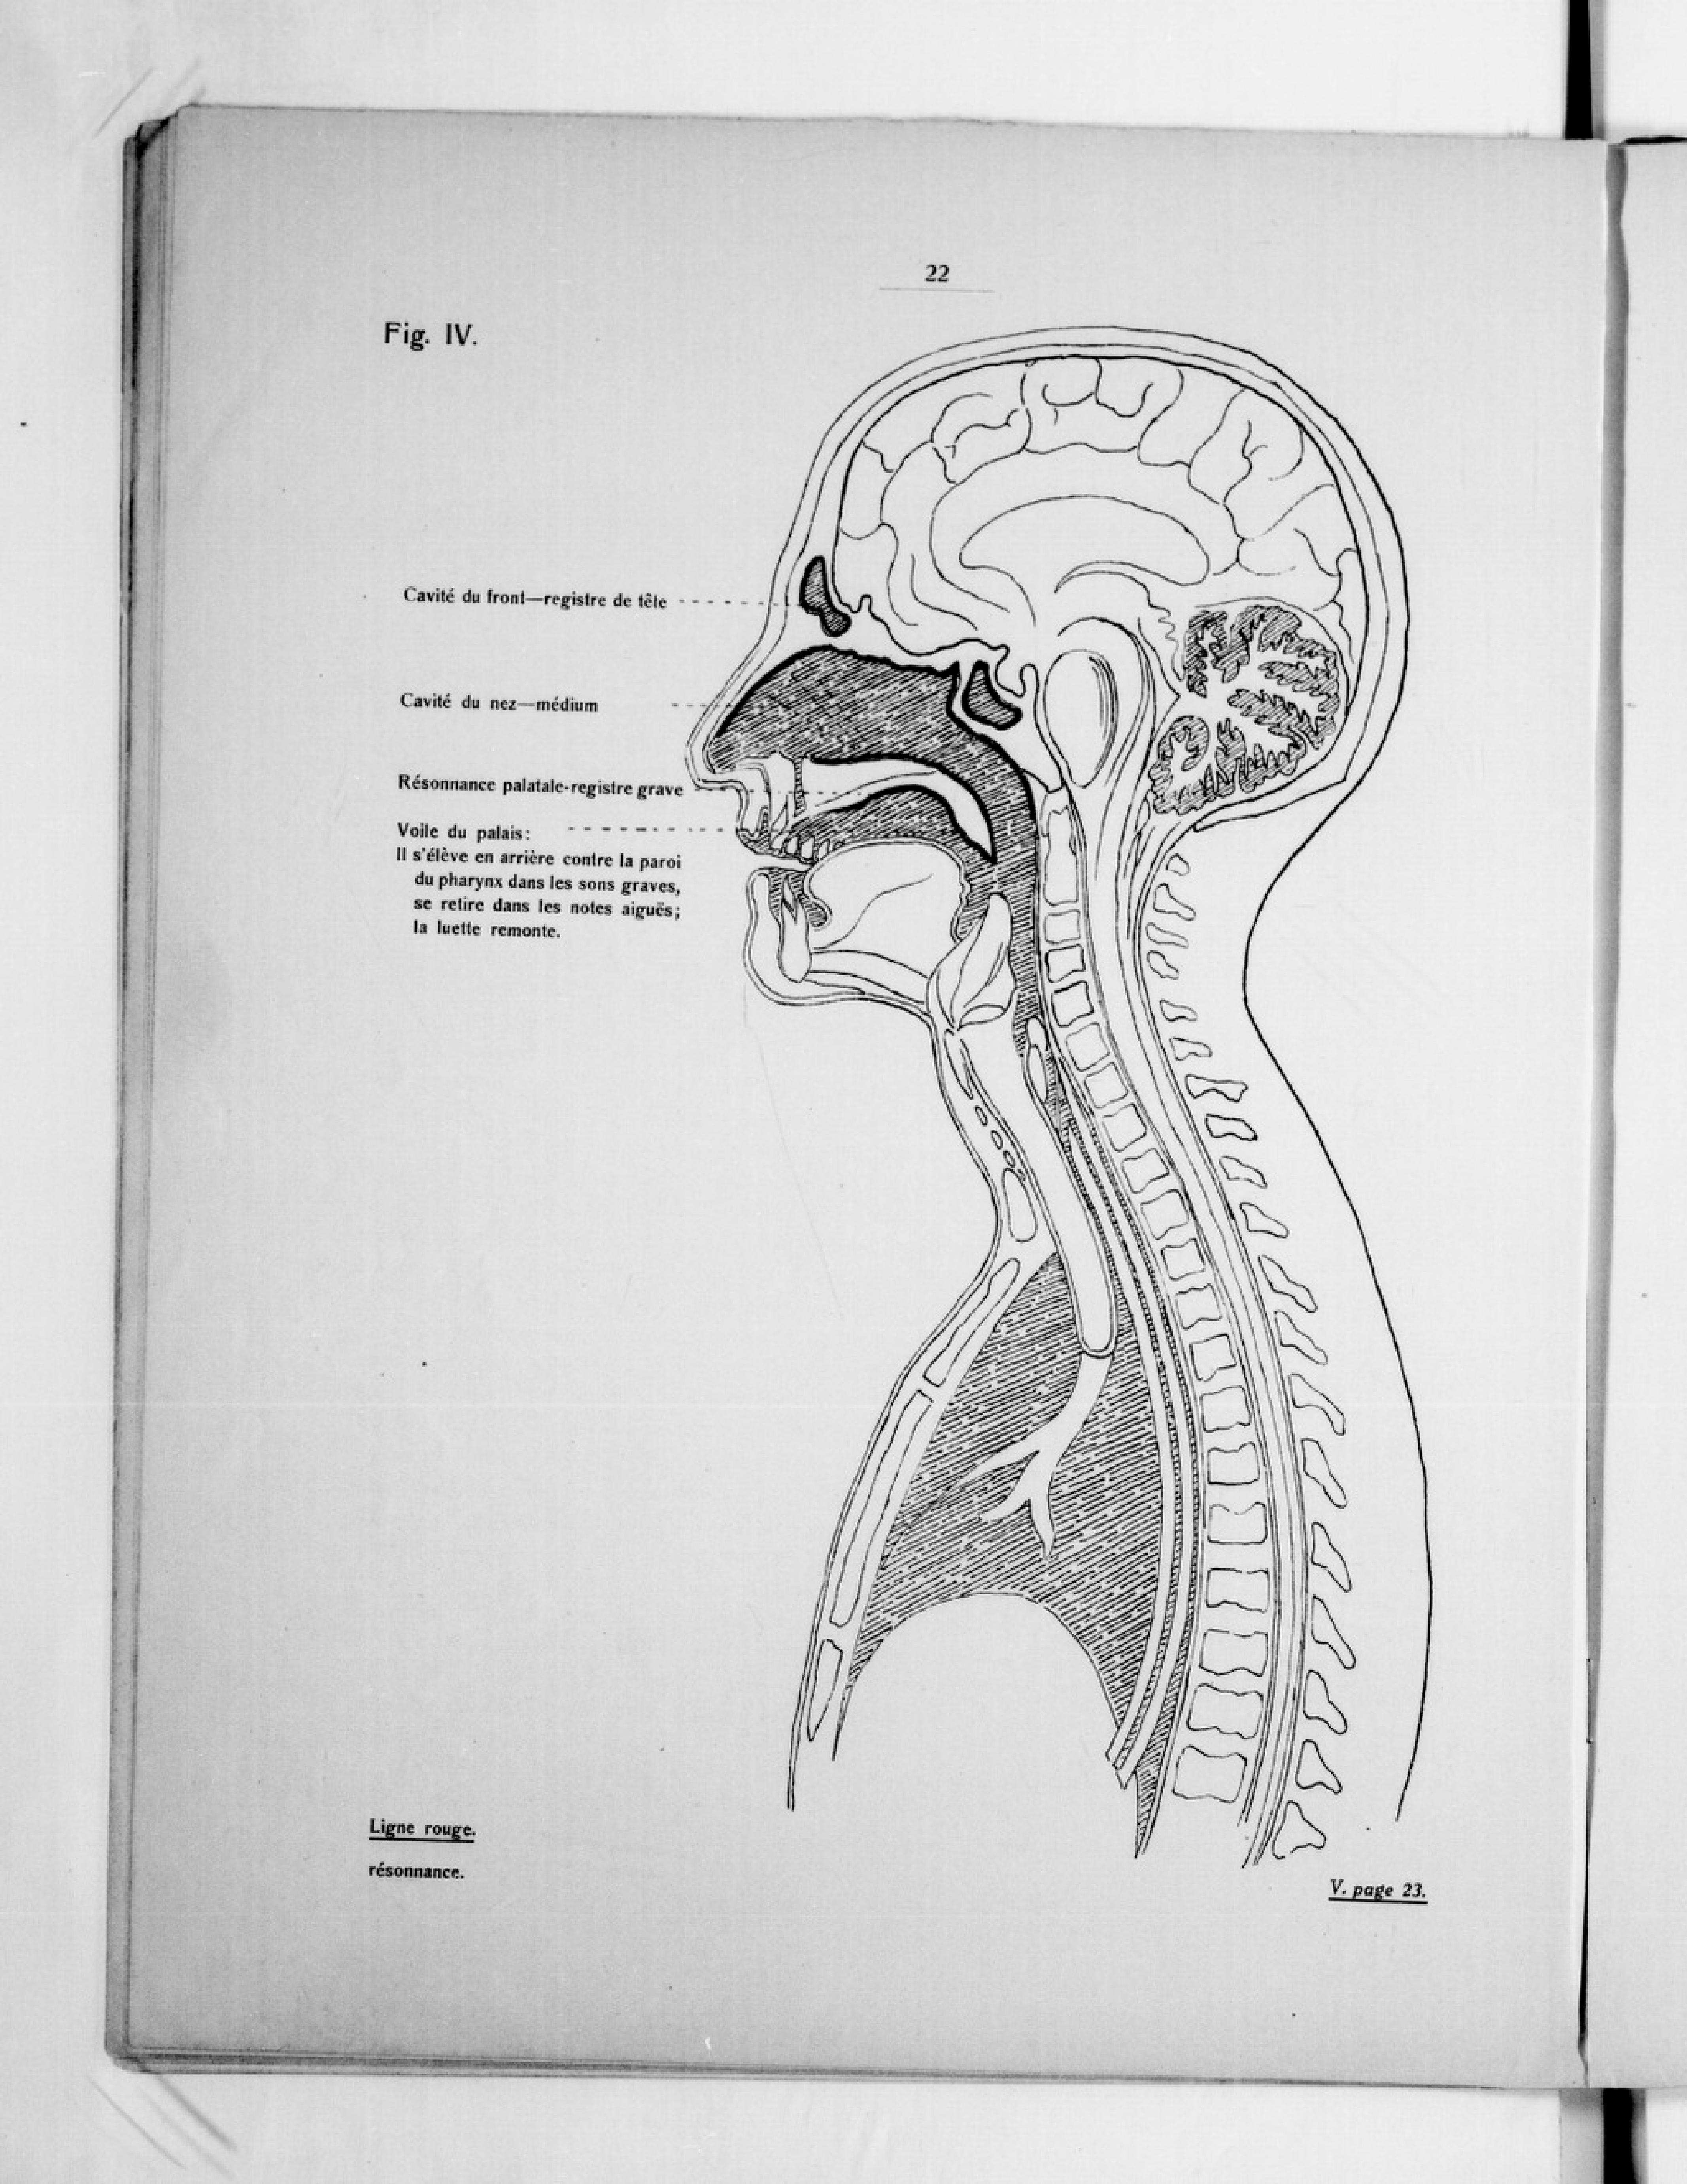 22
Fig. IV.
Cavité du front—registre de tête
Cavité du nez—médium
Résonnance palatale-registre grave
Voile du palais:
Il s'élève en arrière contre la paroi
du pharynx dans les sons graves,
se retire dans les notes aiguës;
la luette remonte.
Ligne rouge.
résonnance.
V. page 23.